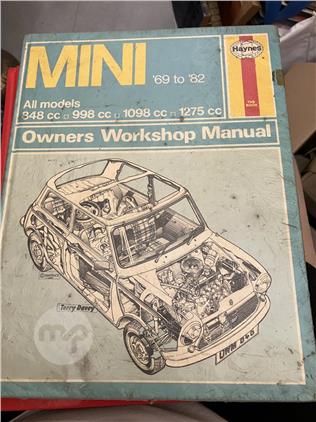 MINI '69 to '82
Haynes
All models
848 cc □ 998 cc □ 1098 cc □ 1275 cc
Owners Workshop Manual
Terry Davey